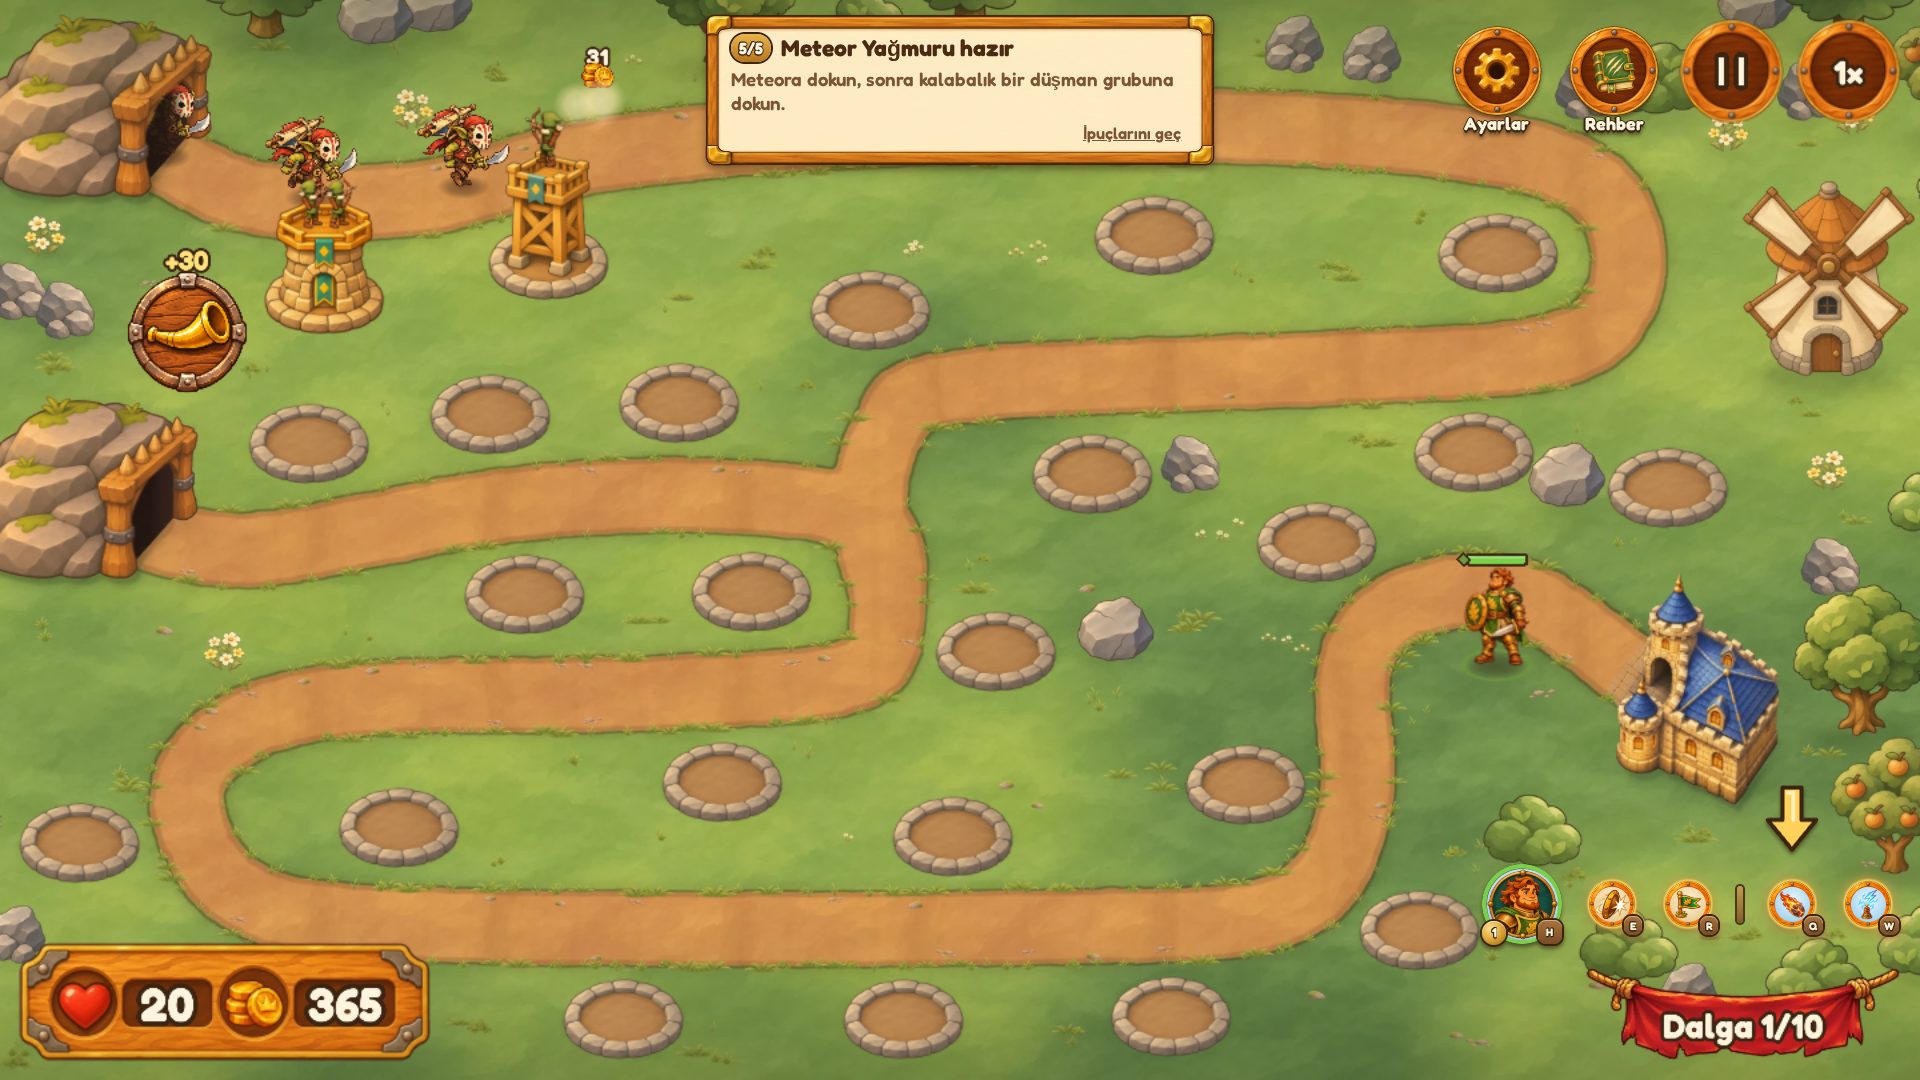 31
5/5 Meteor Yağmuru hazır
Meteora dokun, sonra kalabalık bir düşman grubuna
dokun.
İpuçlarını geç
Ayarlar
Rehber
1x
+30
1
H
E
R
Q
W
20
365
Dalga 1/10